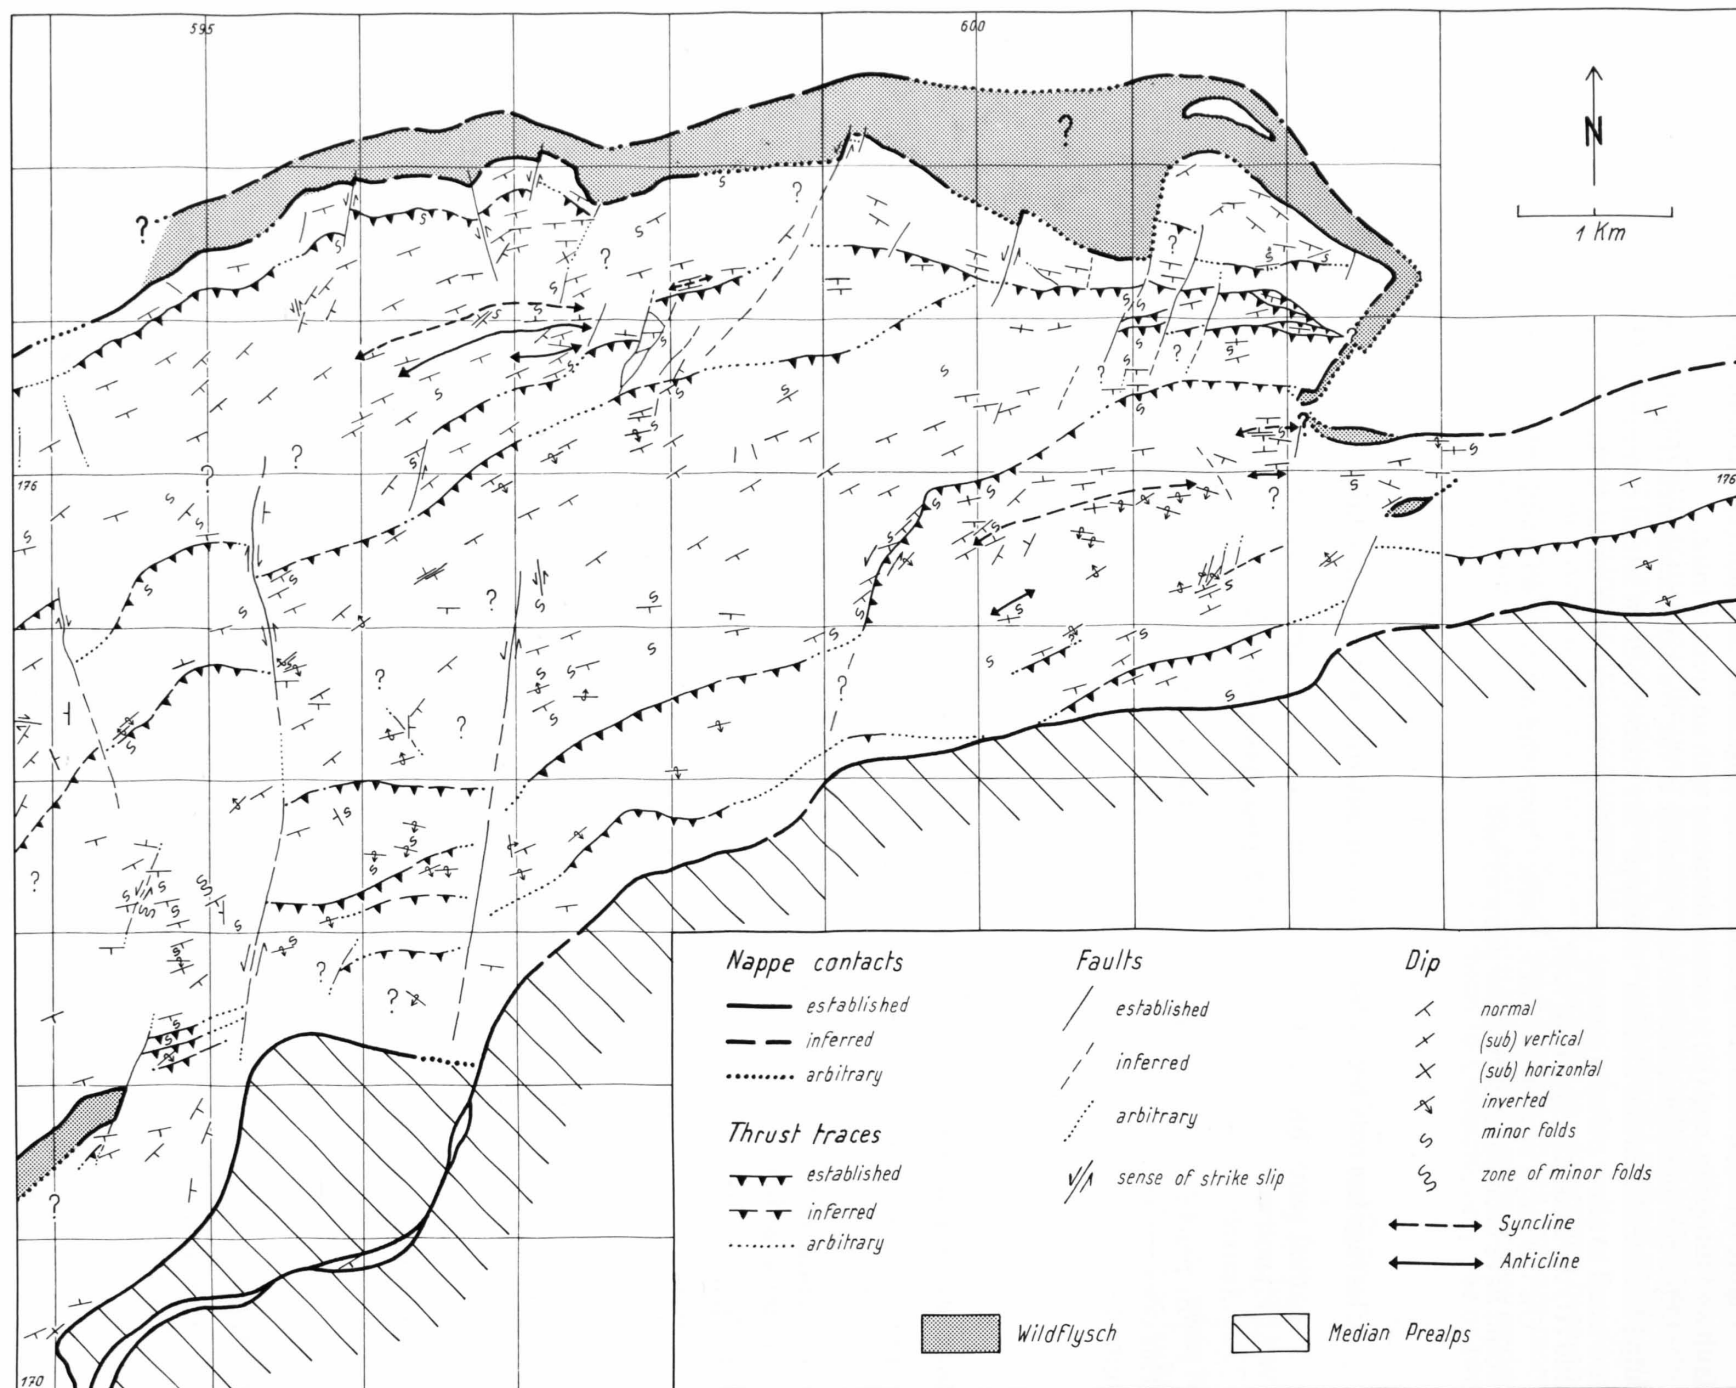 595
600
?
?
N
1 Km
?
?
?
?
?
?
?
?
?
176
176
?
?
?
?
?
?
?
?
?
?
170
Nappe contacts
established
inferred
arbitrary
Thrust traces
established
inferred
arbitrary
Faults
established
inferred
arbitrary
sense of strike slip
Dip
normal
(sub) vertical
(sub) horizontal
inverted
minor folds
zone of minor folds
Syncline
Anticline
Wildflysch
Median Prealps